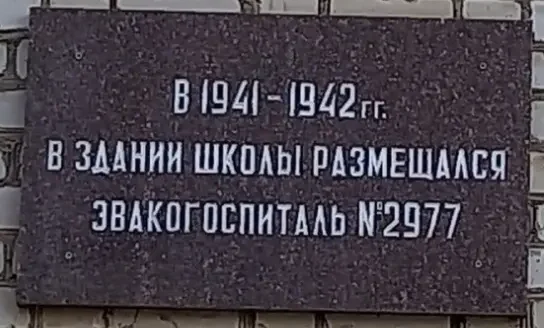 В 1941-1942 гг.
В ЗДАНИИ ШКОЛЫ РАЗМЕЩАЛСЯ
ЭВАКОГОСПИТАЛЬ №2977